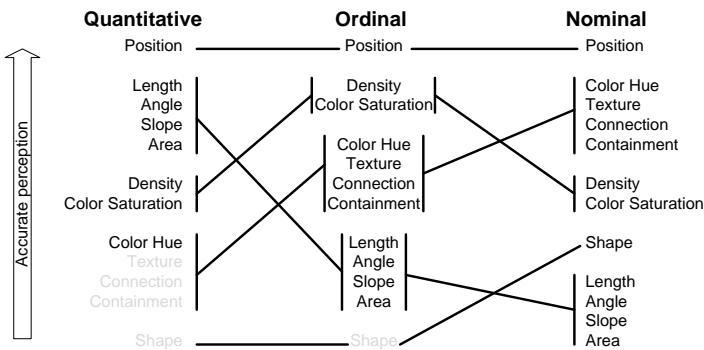 Quantitative
Ordinal
Nominal
Accurate perception
Position
Length
Angle
Slope
Area
Density
Color Saturation
Color Hue
Texture
Connection
Containment
Shape
Position
Density
Color Saturation
Color Hue
Texture
Connection
Containment
Length
Angle
Slope
Area
Shape
Position
Color Hue
Texture
Connection
Containment
Density
Color Saturation
Shape
Length
Angle
Slope
Area